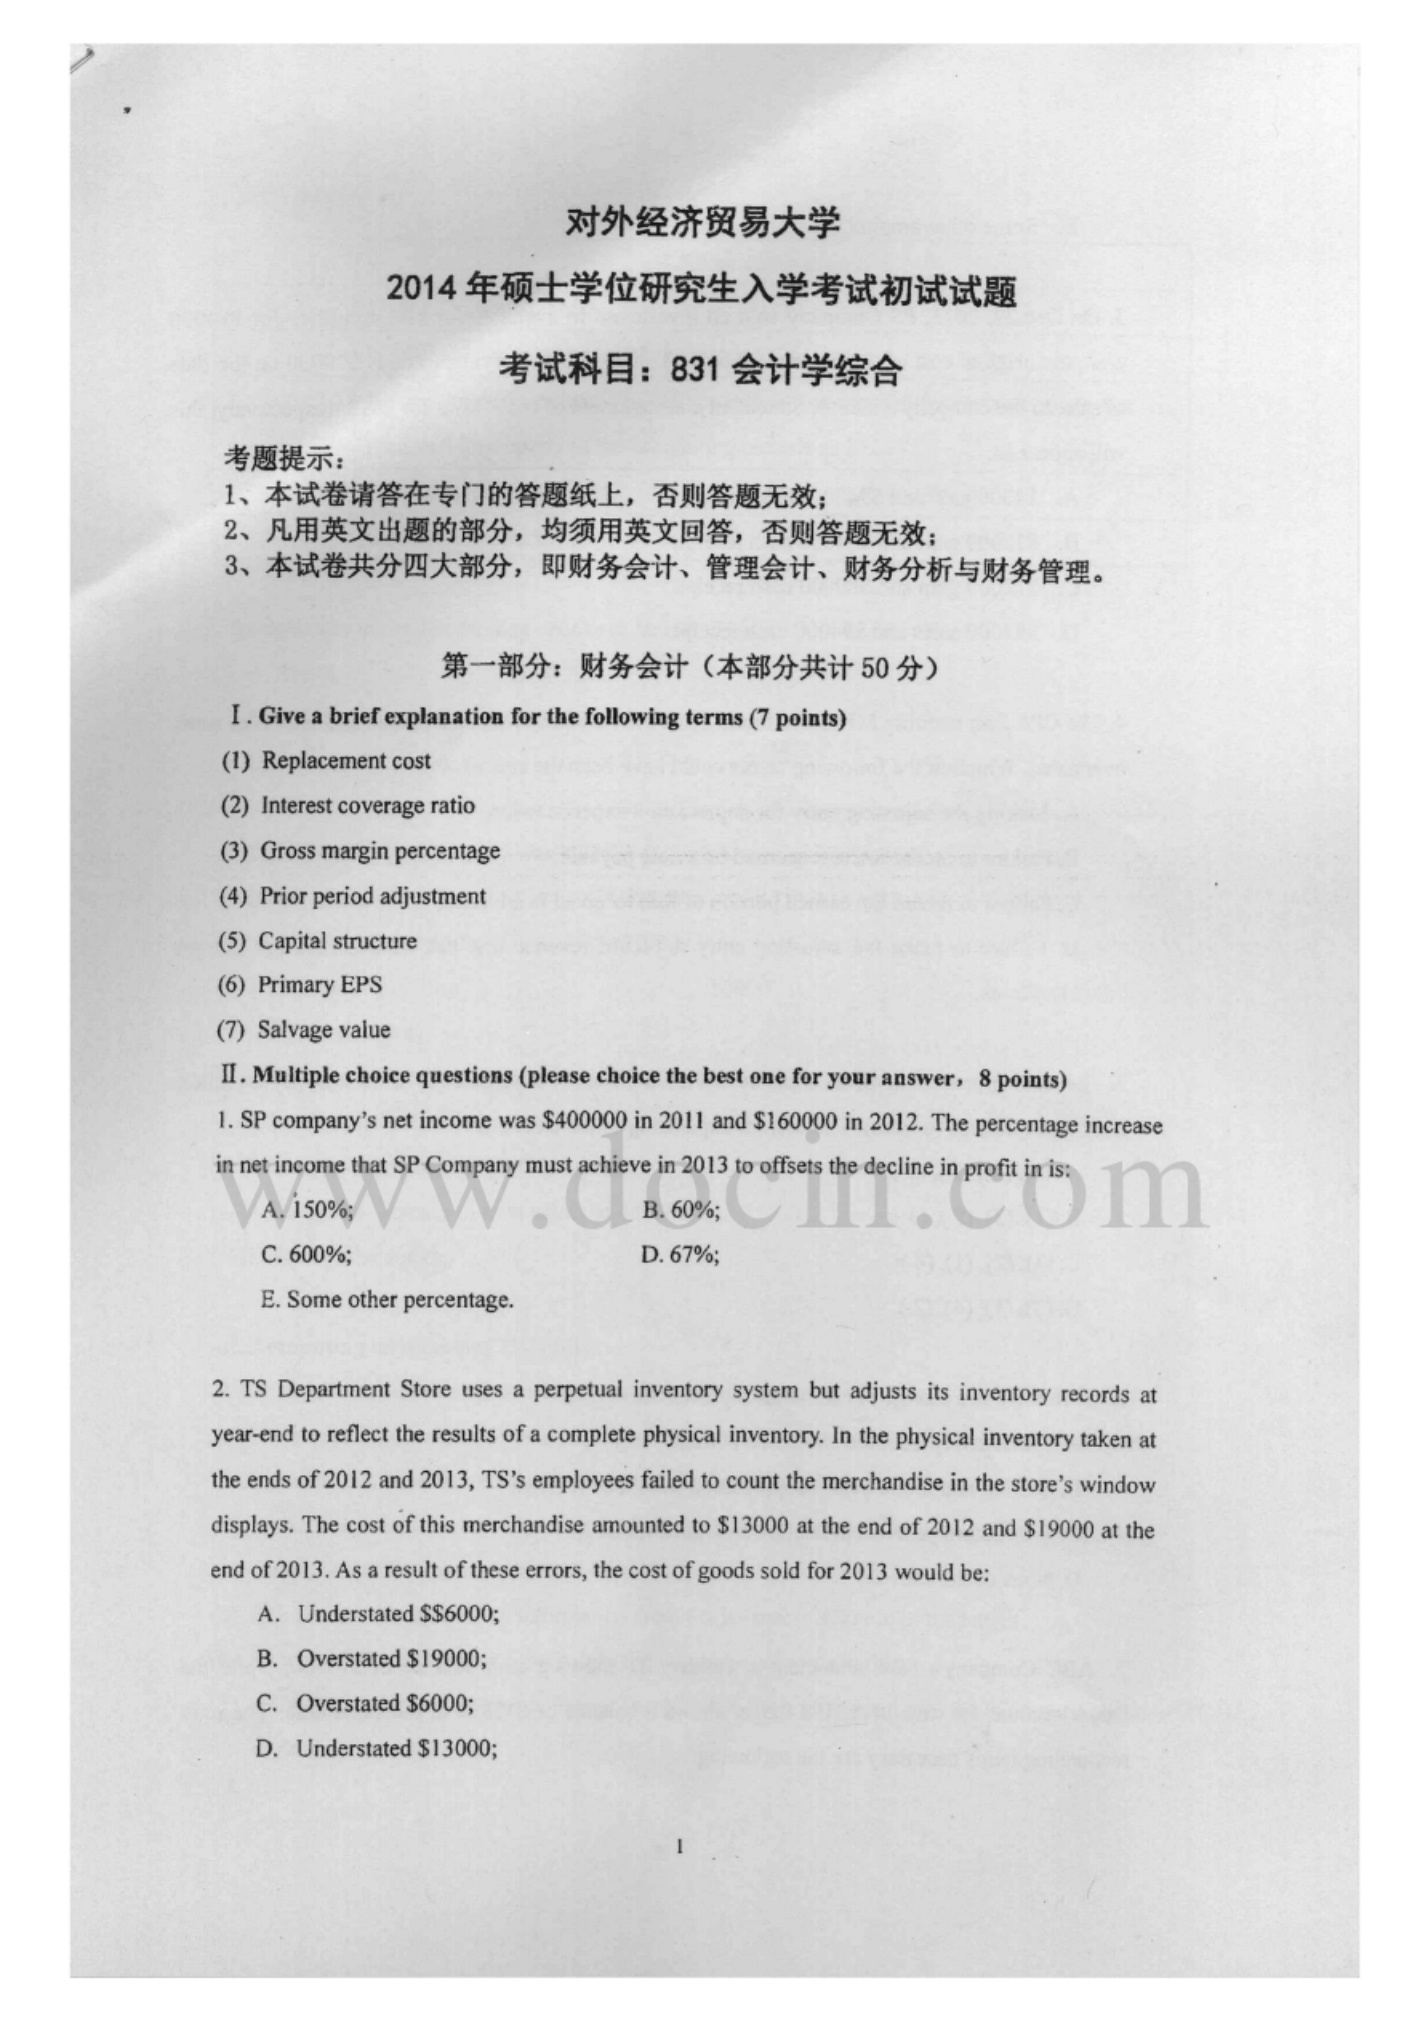 对外经济贸易大学
2014 年硕士学位研究生入学考试初试试题
考试科目：831 会计学综合
考题提示：
1、本试卷请答在专门的答题纸上，否则答题无效；
2、凡用英文出题的部分，均须用英文回答，否则答题无效；
3、本试卷共分四大部分，即财务会计、管理会计、财务分析与财务管理。
第一部分：财务会计（本部分共计 50 分）
Ⅰ. Give a brief explanation for the following terms (7 points)
(1) Replacement cost
(2) Interest coverage ratio
(3) Gross margin percentage
(4) Prior period adjustment
(5) Capital structure
(6) Primary EPS
(7) Salvage value
Ⅱ. Multiple choice questions (please choice the best one for your answer， 8 points)
1. SP company's net income was $400000 in 2011 and $160000 in 2012. The percentage increase
in net income that SP Company must achieve in 2013 to offsets the decline in profit in is:
A. 150%; B. 60%;
C. 600%; D. 67%;
E. Some other percentage.
2. TS Department Store uses a perpetual inventory system but adjusts its inventory records at
year-end to reflect the results of a complete physical inventory. In the physical inventory taken at
the ends of 2012 and 2013, TS's employees failed to count the merchandise in the store's window
displays. The cost of this merchandise amounted to $13000 at the end of 2012 and $19000 at the
end of 2013. As a result of these errors, the cost of goods sold for 2013 would be:
A. Understated $$6000;
B. Overstated $19000;
C. Overstated $6000;
D. Understated $13000;
1
www.docin.com